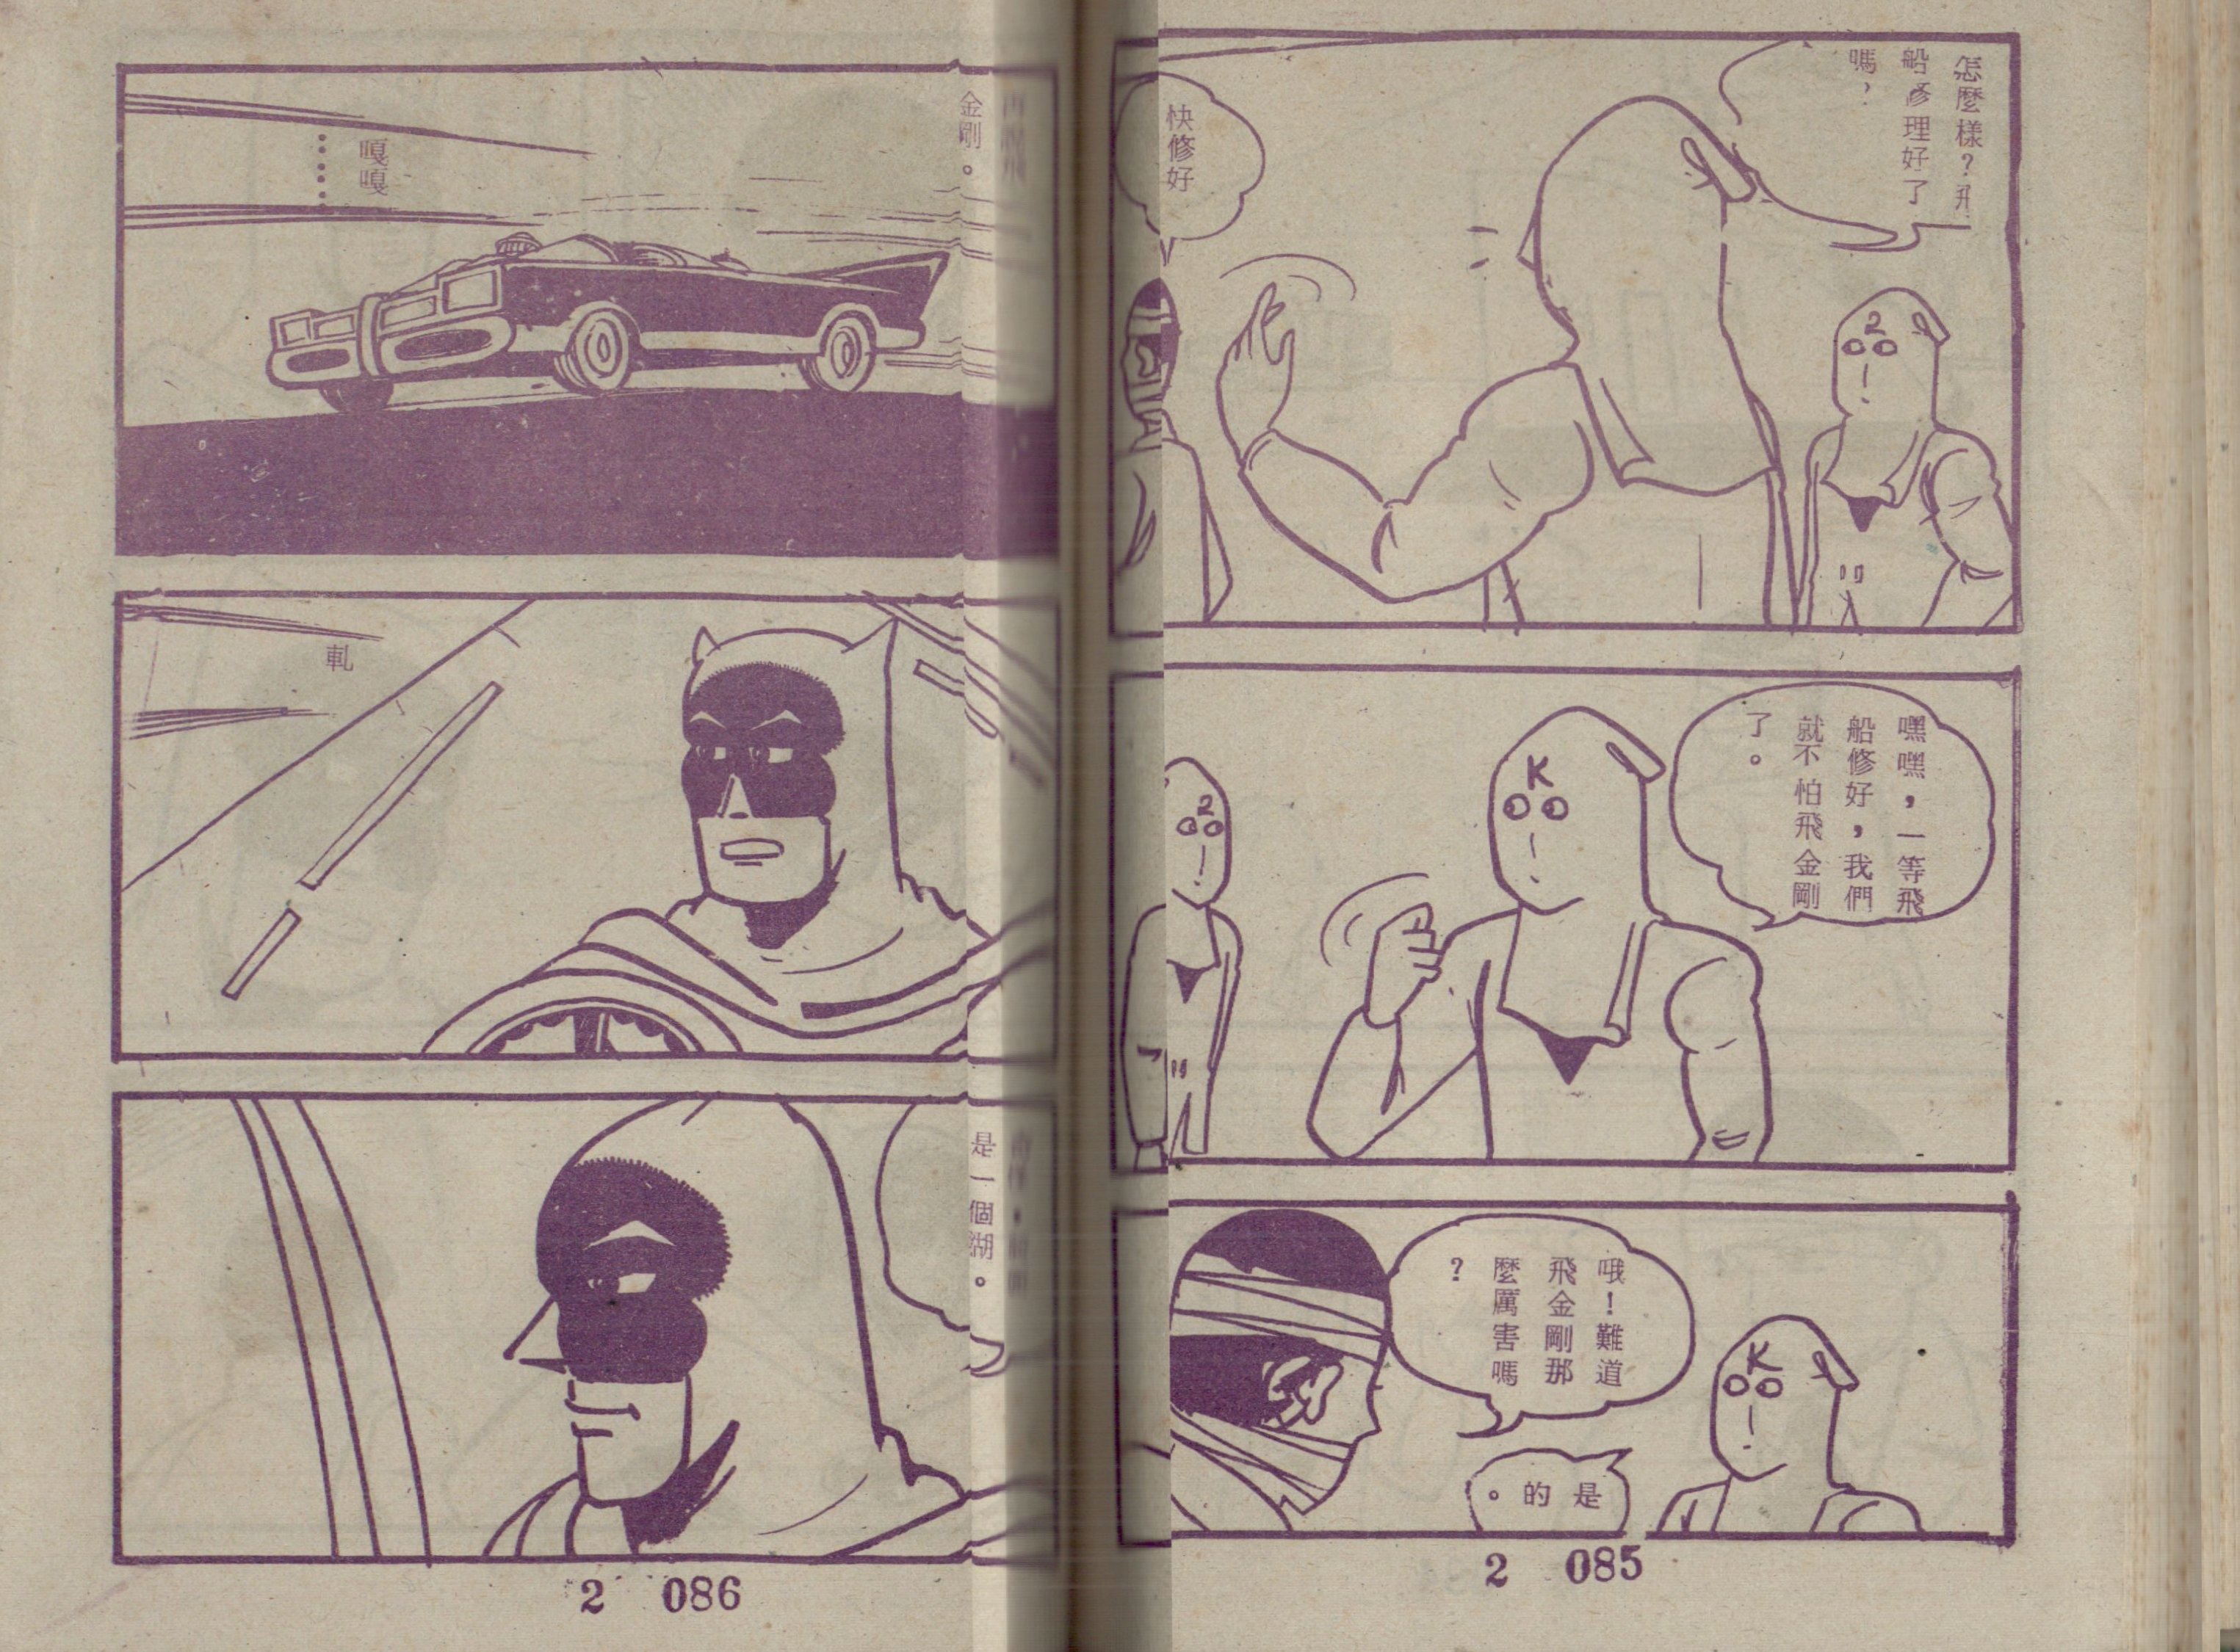 怎麼樣？飛
船修理好了
嗎？
快修好
嘿嘿，一等飛
船修好，我們
就不怕飛金剛
了。
哦！難道
飛金剛那
麼厲害嗎
？
是的。
2 085
金剛。
嘎嘎
……
軋
是一個湖。
2 086